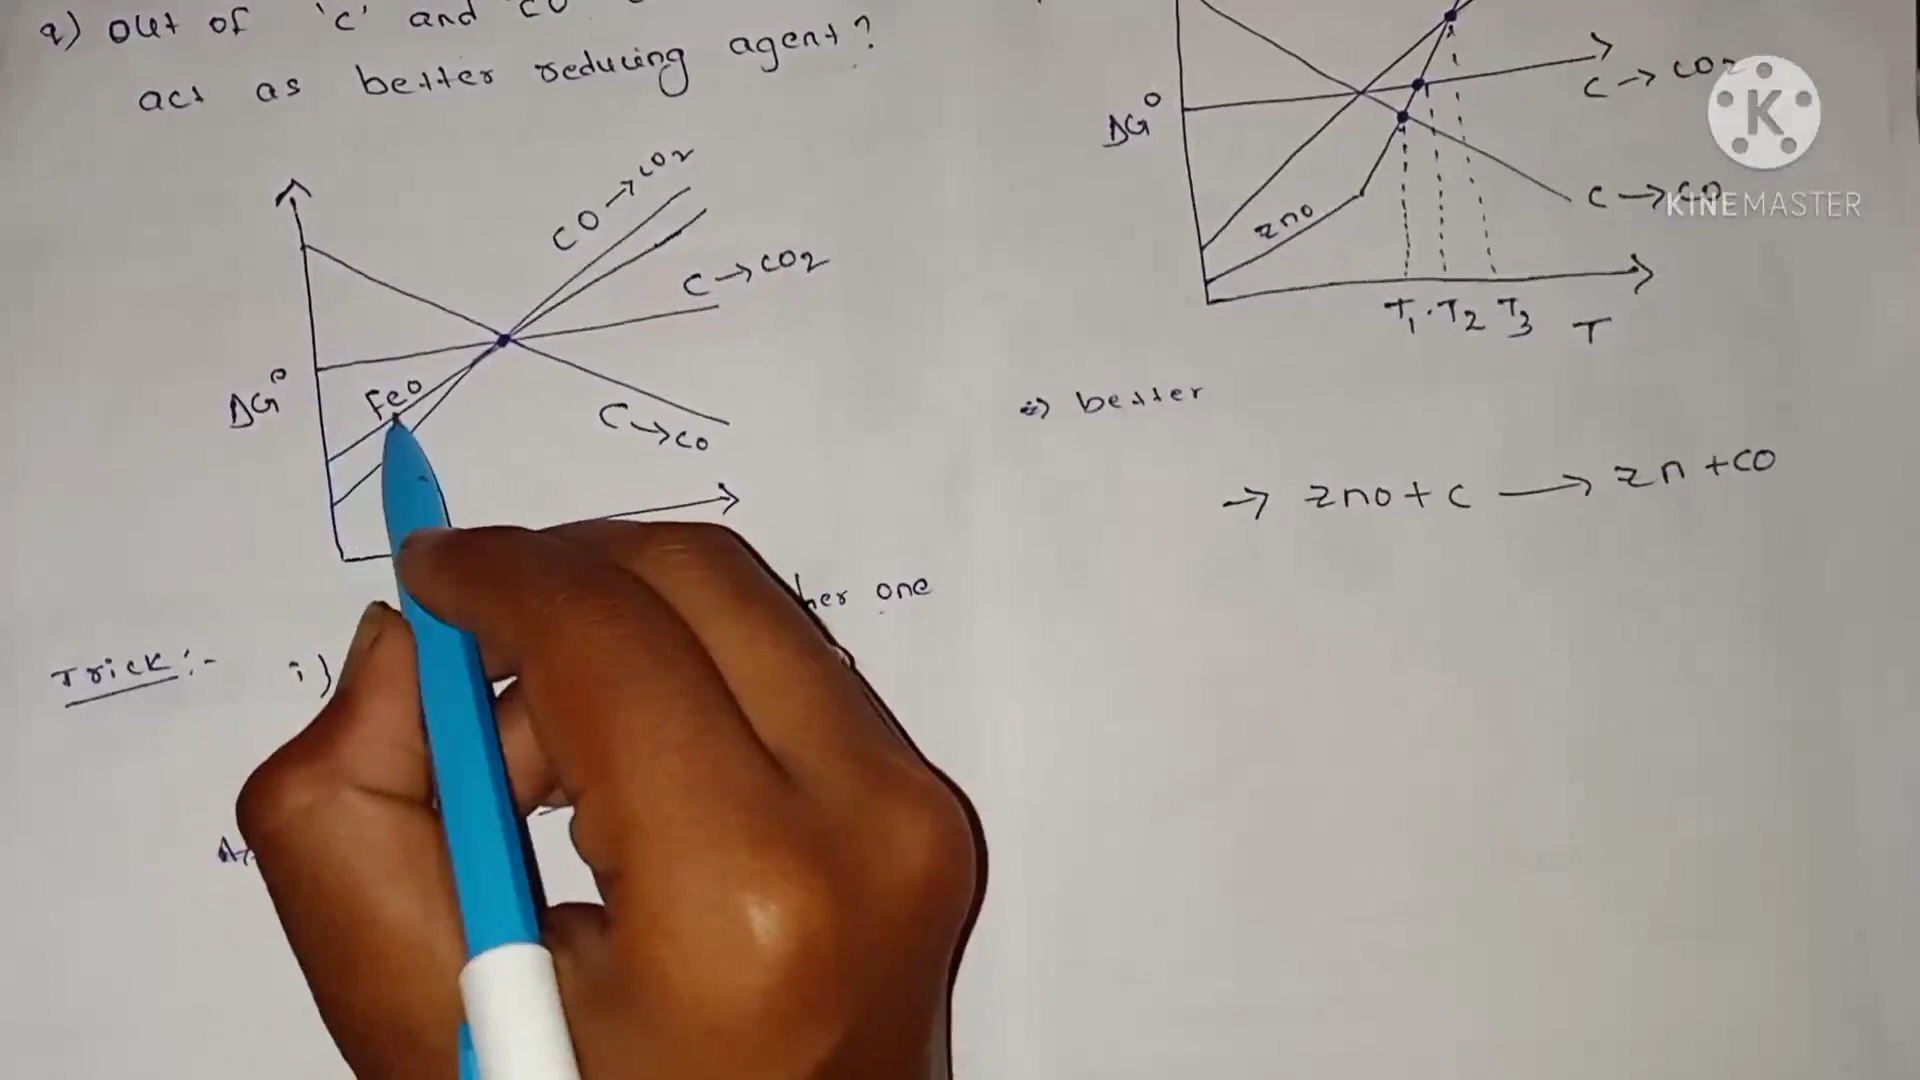 q) out of 'c' and 'co
act as better reducing agent?
CO → CO2
C → CO2
FeO
ΔG°
C → CO
her one
Trick :- i)
C → CO2
ΔG°
C → CO
K
KINEMASTER
zno
T1 . T2 T3 T
=) better
→ zno + c ⟶ zn + co